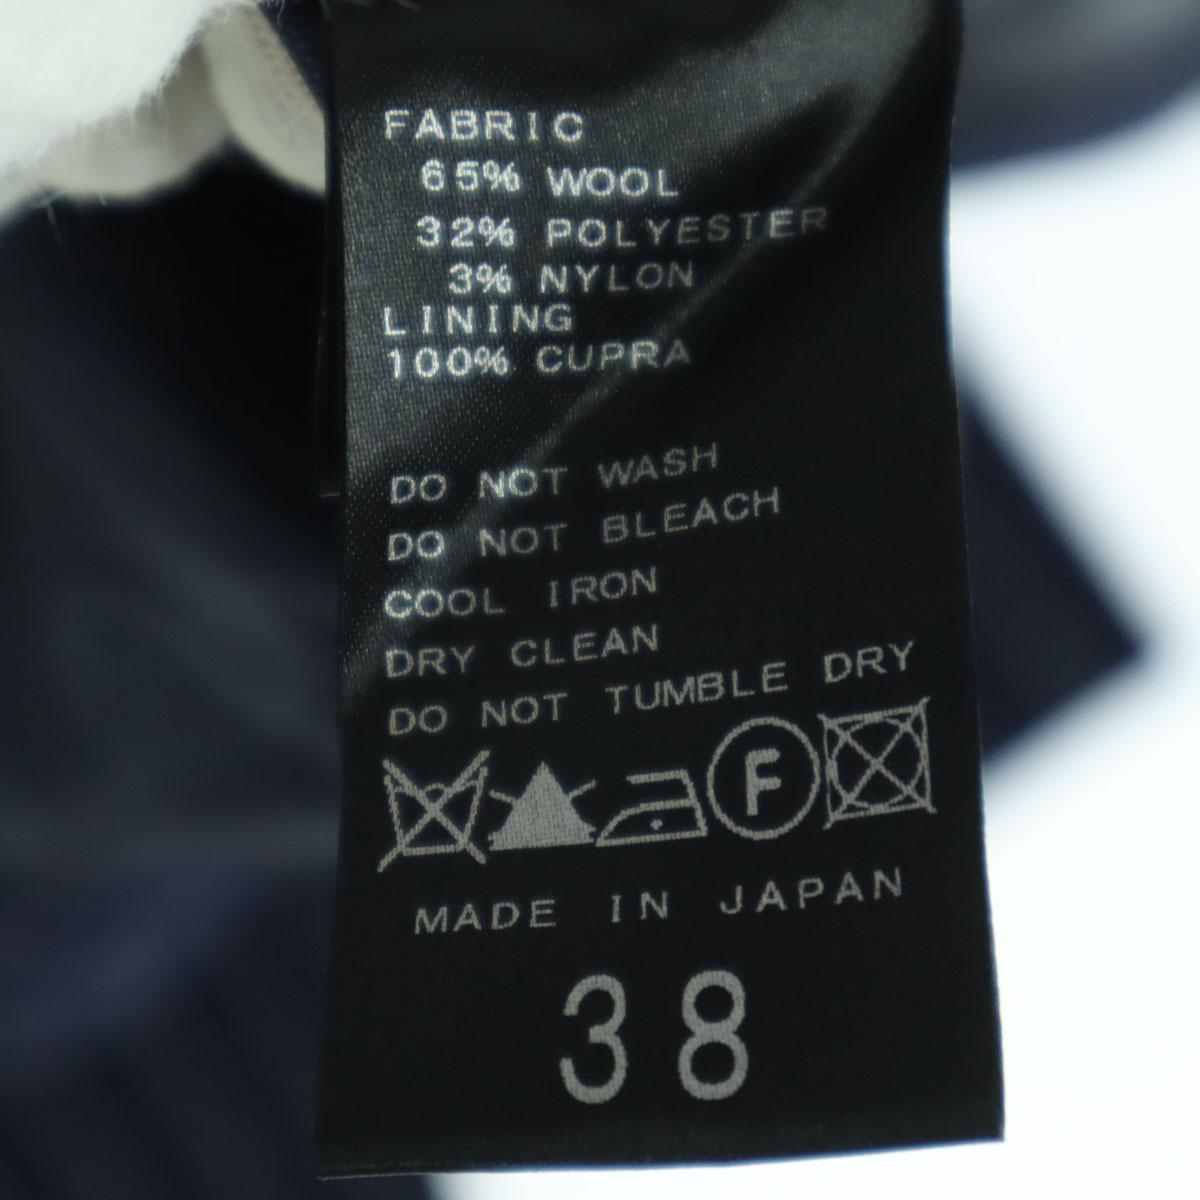 FABRIC
65% WOOL
32% POLYESTER
3% NYLON
LINING
100% CUPRA
DO NOT WASH
DO NOT BLEACH
COOL IRON
DRY CLEAN
DO NOT TUMBLE DRY
F
MADE IN JAPAN
38